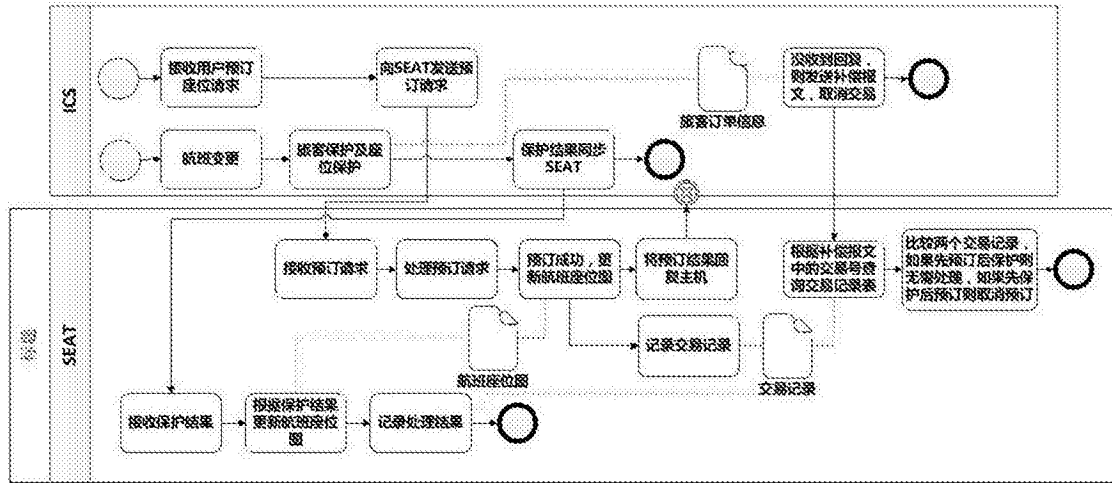 ICS
接收用户预订
座位请求
向SEAT发送预
订请求
旅客订单信息
没收到回复,
则发送补偿报
文,取消交易
航班变更
旅客保护及座
位保护
保护结果同步
SEAT
标题
SEAT
接收预订请求
处理预订请求
预订成功,更
新航班座位图
将预订结果回
复主机
根据补偿报文
中的交易号查
询交易记录表
比较两个交易记录,
如果先预订后保护则
无需处理,如果先保
护后预订则取消预订
航班座位图
记录交易记录
交易记录
接收保护结果
根据保护结果
更新航班座位
图
记录处理结果